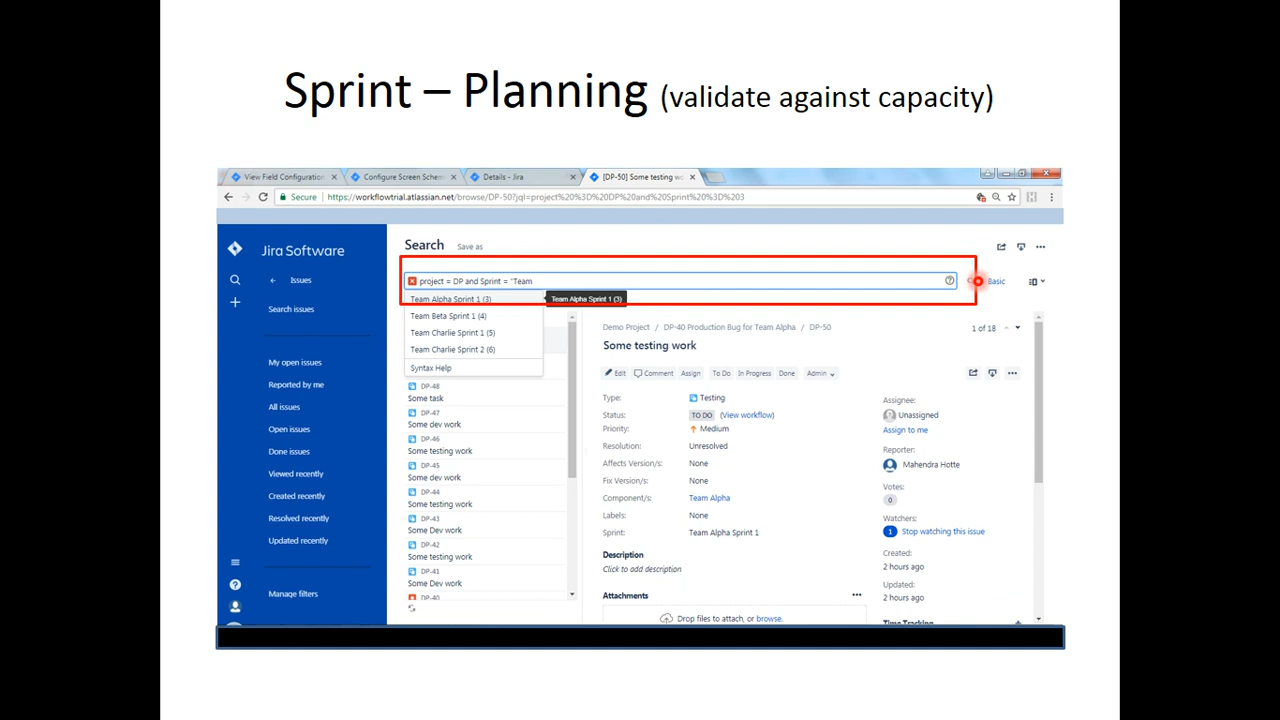 Sprint – Planning (validate against capacity)
View Field Configuration
Configure Screen Schem
Details - Jira
[DP-50] Some testing wo
Secure
https://workflowtrial.atlassian.net/browse/DP-50?jql=project%20%3D%20DP%20and%20Sprint%20%3D%203
Jira Software
Issues
Search issues
My open issues
Reported by me
All issues
Open issues
Done issues
Viewed recently
Created recently
Resolved recently
Updated recently
Manage filters
Search
Save as
project = DP and Sprint = "Team
Basic
Team Alpha Sprint 1 (3)
Team Alpha Sprint 1 (3)
Team Beta Sprint 1 (4)
Team Charlie Sprint 1 (5)
Team Charlie Sprint 2 (6)
Syntax Help
DP-48
Some task
DP-47
Some dev work
DP-46
Some testing work
DP-45
Some dev work
DP-44
Some testing work
DP-43
Some Dev work
DP-42
Some testing work
DP-41
Some Dev work
DP-40
Demo Project / DP-40 Production Bug for Team Alpha / DP-50
1 of 18
Some testing work
Edit
Comment
Assign
To Do
In Progress
Done
Admin
Type: Testing
Status: TO DO (View workflow)
Priority: Medium
Resolution: Unresolved
Affects Version/s: None
Fix Version/s: None
Component/s: Team Alpha
Labels: None
Sprint: Team Alpha Sprint 1
Description
Click to add description
Attachments
Drop files to attach, or browse.
Assignee:
Unassigned
Assign to me
Reporter:
Mahendra Hotte
Votes:
0
Watchers:
1 Stop watching this issue
Created:
2 hours ago
Updated:
2 hours ago
Time Tracking